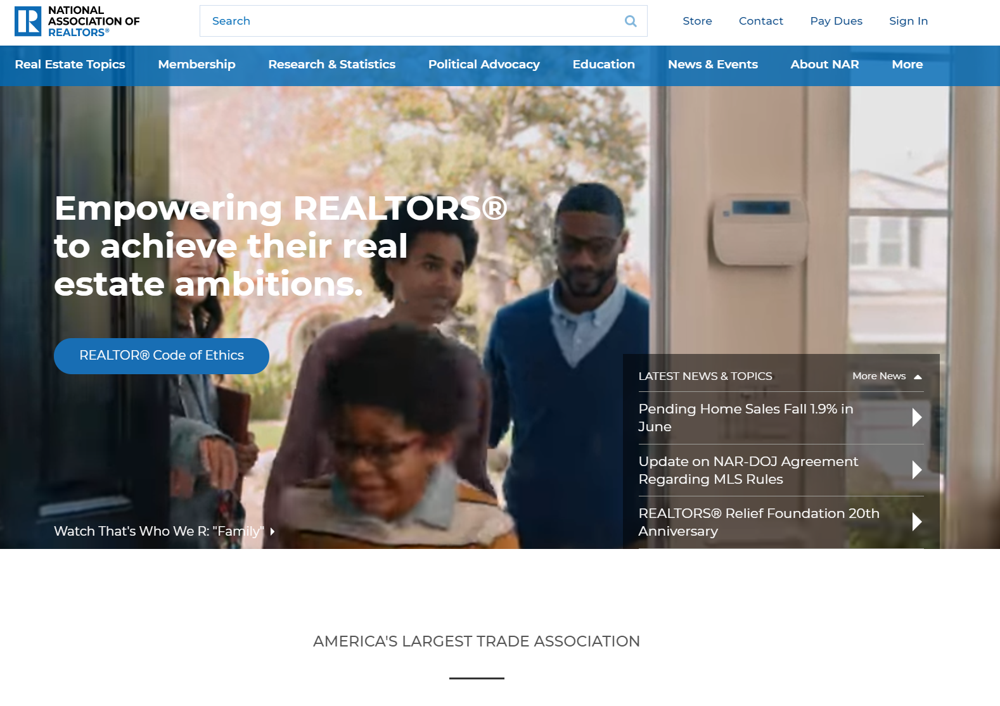 NATIONAL
ASSOCIATION OF
REALTORS®
Search
Store
Contact
Pay Dues
Sign In
Real Estate Topics
Membership
Research & Statistics
Political Advocacy
Education
News & Events
About NAR
More
Empowering REALTORS®
to achieve their real
estate ambitions.
REALTOR® Code of Ethics
Watch That's Who We R: "Family"
LATEST NEWS & TOPICS
More News
Pending Home Sales Fall 1.9% in
June
Update on NAR-DOJ Agreement
Regarding MLS Rules
REALTORS® Relief Foundation 20th
Anniversary
AMERICA'S LARGEST TRADE ASSOCIATION